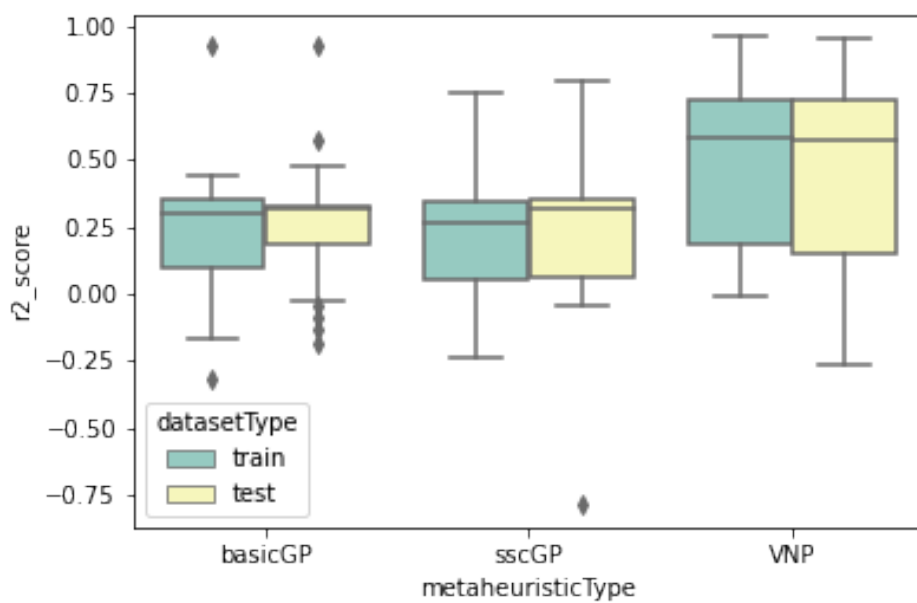 1.00
0.75
0.50
0.25
0.00
−0.25
−0.50
−0.75
r2_score
datasetType
train
test
basicGP sscGP VNP
metaheuristicType